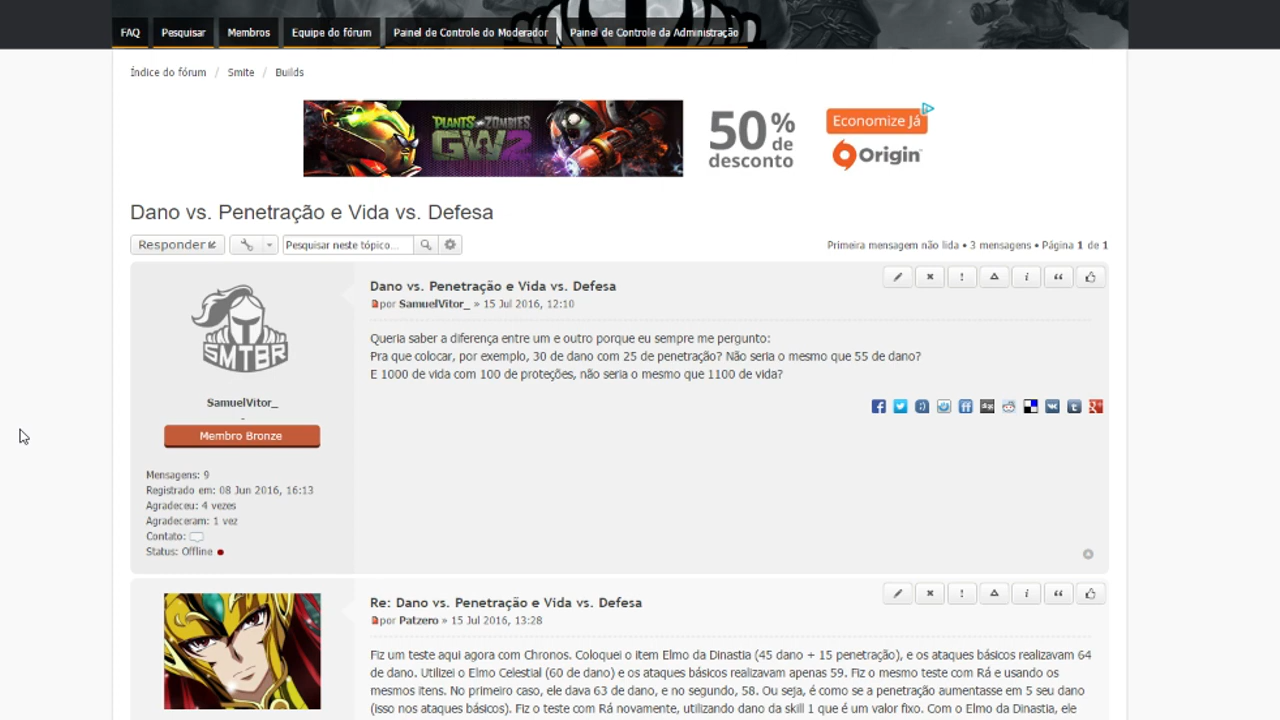 FAQ Pesquisar Membros Equipe do fórum Painel de Controle do Moderador Painel de Controle da Administração
Índice do fórum / Smite / Builds
PLANTS vs. ZOMBIES
GW2
50% de desconto
Economize Já
Origin
Dano vs. Penetração e Vida vs. Defesa
Responder
Pesquisar neste tópico...
Primeira mensagem não lida • 3 mensagens • Página 1 de 1
Dano vs. Penetração e Vida vs. Defesa
por SamuelVitor_ » 15 Jul 2016, 12:10
Queria saber a diferença entre um e outro porque eu sempre me pergunto:
Pra que colocar, por exemplo, 30 de dano com 25 de penetração? Não seria o mesmo que 55 de dano?
E 1000 de vida com 100 de proteções, não seria o mesmo que 1100 de vida?
SMTBR
SamuelVitor_
-
Membro Bronze
Mensagens: 9
Registrado em: 08 Jun 2016, 16:13
Agradeceu: 4 vezes
Agradeceram: 1 vez
Contato:
Status: Offline
Re: Dano vs. Penetração e Vida vs. Defesa
por Patzero » 15 Jul 2016, 13:28
Fiz um teste aqui agora com Chronos. Coloquei o item Elmo da Dinastia (45 dano + 15 penetração), e os ataques básicos realizavam 64
de dano. Utilizei o Elmo Celestial (60 de dano) e os ataques básicos realizavam apenas 59. Fiz o mesmo teste com Rá e usando os
mesmos itens. No primeiro caso, ele dava 63 de dano, e no segundo, 58. Ou seja, é como se a penetração aumentasse em 5 seu dano
(isso nos ataques básicos). Fiz o teste com Rá novamente, utilizando dano da skill 1 que é um valor fixo. Com o Elmo da Dinastia, ele